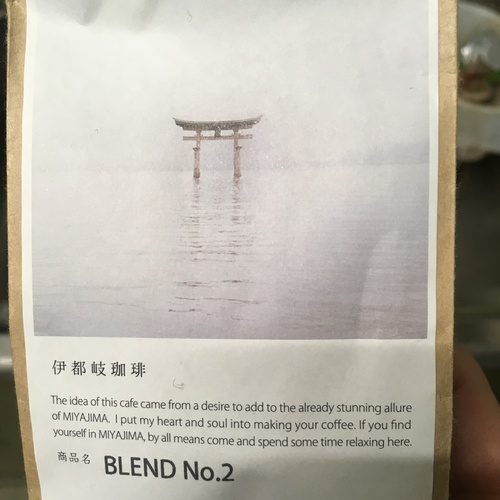 伊都岐珈琲
The idea of this cafe came from a desire to add to the already stunning allure
of MIYAJIMA. I put my heart and soul into making your coffee. If you find
yourself in MIYAJIMA, by all means come and spend some time relaxing here.
商品名 BLEND No.2